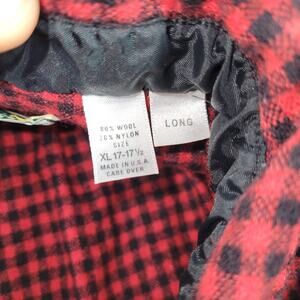 80% WOOL
20% NYLON
SIZE
XL 17-17½
MADE IN U.S.A.
CARE OVER
LONG